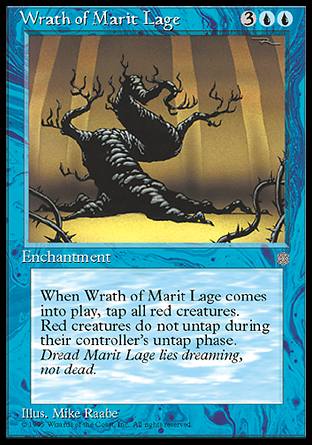 Wrath of Marit Lage 3
Enchantment
When Wrath of Marit Lage comes
into play, tap all red creatures.
Red creatures do not untap during
their controller's untap phase.
Dread Marit Lage lies dreaming,
not dead.
Illus. Mike Raabe
© 1995 Wizards of the Coast, Inc. All rights reserved.